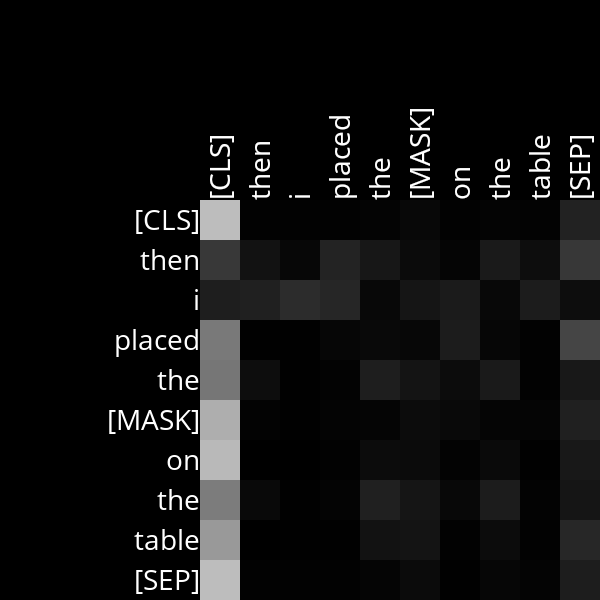 [CLS] then i placed the [MASK] on the table [SEP]
[CLS]
then
i
placed
the
[MASK]
on
the
table
[SEP]